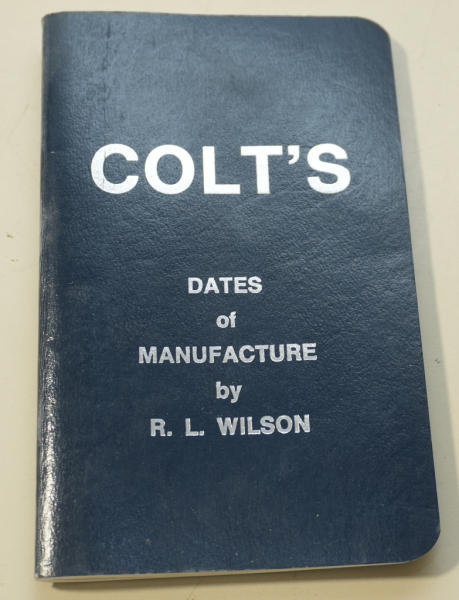 COLT'S
DATES
of
MANUFACTURE
by
R. L. WILSON